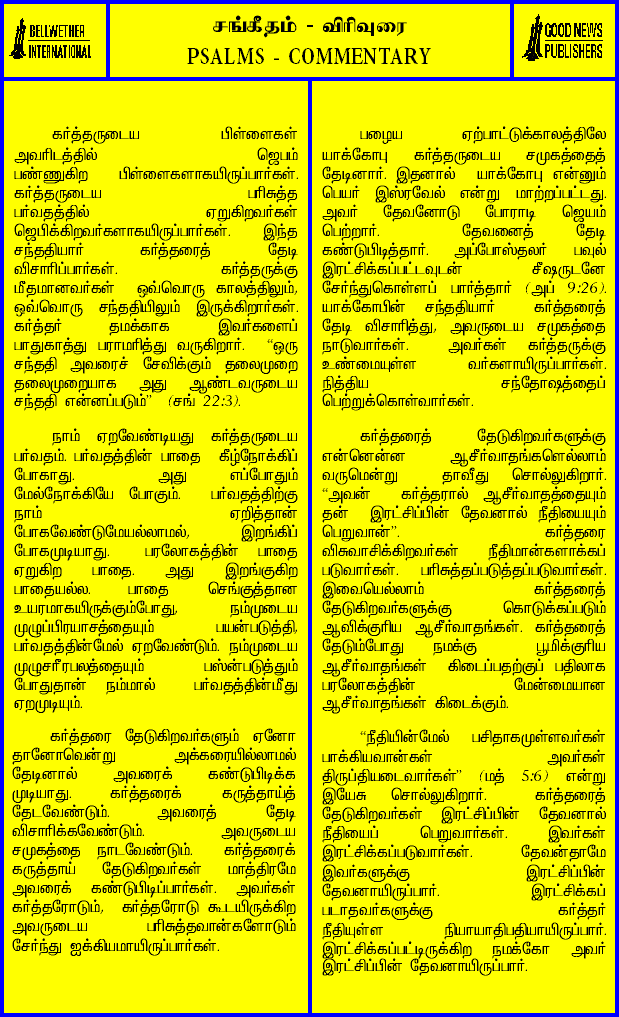 BELLWETHER
INTERNATIONAL
சங்கீதம் - விரிவுரை
PSALMS - COMMENTARY
GOOD NEWS
PUBLISHERS
கர்த்தருடைய பிள்ளைகள்
அவரிடத்தில் ஜெபம்
பண்ணுகிற பிள்ளைகளாகயிருப்பார்கள்.
கர்த்தருடைய பரிசுத்த
பர்வதத்தில் ஏறுகிறவர்கள்
ஜெபிக்கிறவர்களாகயிருப்பார்கள். இந்த
சந்ததியார் கர்த்தரைத் தேடி
விசாரிப்பார்கள். கர்த்தருக்கு
மீதமானவர்கள் ஒவ்வொரு காலத்திலும்,
ஒவ்வொரு சந்ததியிலும் இருக்கிறார்கள்.
கர்த்தர் தமக்காக இவர்களைப்
பாதுகாத்து பராமரித்து வருகிறார். “ஒரு
சந்ததி அவரைச் சேவிக்கும் தலைமுறை
தலைமுறையாக அது ஆண்டவருடைய
சந்ததி என்னப்படும்” (சங் 22:3).
நாம் ஏறவேண்டியது கர்த்தருடைய
பர்வதம். பர்வதத்தின் பாதை கீழ்நோக்கிப்
போகாது. அது எப்போதும்
மேல்நோக்கியே போகும். பர்வதத்திற்கு
நாம் ஏறித்தான்
போகவேண்டுமேயல்லாமல், இறங்கிப்
போகமுடியாது. பரலோகத்தின் பாதை
ஏறுகிற பாதை. அது இறங்குகிற
பாதையல்ல. பாதை செங்குத்தான
உயரமாகயிருக்கும்போது, நம்முடைய
முழுப்பிரயாசத்தையும் பயன்படுத்தி,
பர்வதத்தின்மேல் ஏறவேண்டும். நம்முடைய
முழுசரீரபலத்தையும் பஸ்ன்படுத்தும்
போதுதான் நம்மால் பர்வதத்தின்மீது
ஏறமுடியும்.
கர்த்தரை தேடுகிறவர்களும் ஏனோ
தானோவென்று அக்கரையில்லாமல்
தேடினால் அவரைக் கண்டுபிடிக்க
முடியாது. கர்த்தரைக் கருத்தாய்த்
தேடவேண்டும். அவரைத் தேடி
விசாரிக்கவேண்டும். அவருடைய
சமுகத்தை நாடவேண்டும். கர்த்தரைக்
கருத்தாய் தேடுகிறவர்கள் மாத்திரமே
அவரைக் கண்டுபிடிப்பார்கள். அவர்கள்
கர்த்தரோடும், கர்த்தரோடு கூடயிருக்கிற
அவருடைய பரிசுத்தவான்களோடும்
சேர்ந்து ஐக்கியமாயிருப்பார்கள்.
பழைய ஏற்பாட்டுக்காலத்திலே
யாக்கோபு கர்த்தருடைய சமுகத்தைத்
தேடினார். இதனால் யாக்கோபு என்னும்
பெயர் இஸ்ரவேல் என்று மாற்றப்பட்டது.
அவர் தேவனோடு போராடி ஜெயம்
பெற்றார். தேவனைத் தேடி
கண்டுபிடித்தார். அப்போஸ்தலர் பவுல்
இரட்சிக்கப்பட்டவுடன் சீஷருடனே
சேர்ந்துகொள்ளப் பார்த்தார் (அப் 9:26).
யாக்கோபின் சந்ததியார் கர்த்தரைத்
தேடி விசாரித்து, அவருடைய சமுகத்தை
நாடுவார்கள். அவர்கள் கர்த்தருக்கு
உண்மையுள்ள வர்களாயிருப்பார்கள்.
நித்திய சந்தோஷத்தைப்
பெற்றுக்கொள்வார்கள்.
கர்த்தரைத் தேடுகிறவர்களுக்கு
என்னென்ன ஆசீர்வாதங்களெல்லாம்
வருமென்று தாவீது சொல்லுகிறார்.
“அவன் கர்த்தரால் ஆசீர்வாதத்தையும்
தன் இரட்சிப்பின் தேவனால் நீதியையும்
பெறுவான்”. கர்த்தரை
விசுவாசிக்கிறவர்கள் நீதிமான்களாக்கப்
படுவார்கள். பரிசுத்தப்படுத்தப்படுவார்கள்.
இவையெல்லாம் கர்த்தரைத்
தேடுகிறவர்களுக்கு கொடுக்கப்படும்
ஆவிக்குரிய ஆசீர்வாதங்கள். கர்த்தரைத்
தேடும்போது நமக்கு பூமிக்குரிய
ஆசீர்வாதங்கள் கிடைப்பதற்குப் பதிலாக
பரலோகத்தின் மேன்மையான
ஆசீர்வாதங்கள் கிடைக்கும்.
“நீதியின்மேல் பசிதாகமுள்ளவர்கள்
பாக்கியவான்கள் அவர்கள்
திருப்தியடைவார்கள்” (மத் 5:6) என்று
இயேசு சொல்லுகிறார். கர்த்தரைத்
தேடுகிறவர்கள் இரட்சிப்பின் தேவனால்
நீதியைப் பெறுவார்கள். இவர்கள்
இரட்சிக்கப்படுவார்கள். தேவன்தாமே
இவர்களுக்கு இரட்சிப்பின்
தேவனாயிருப்பார். இரட்சிக்கப்
படாதவர்களுக்கு கர்த்தர்
நீதியுள்ள நியாயாதிபதியாயிருப்பார்.
இரட்சிக்கப்பட்டிருக்கிற நமக்கோ அவர்
இரட்சிப்பின் தேவனாயிருப்பார்.